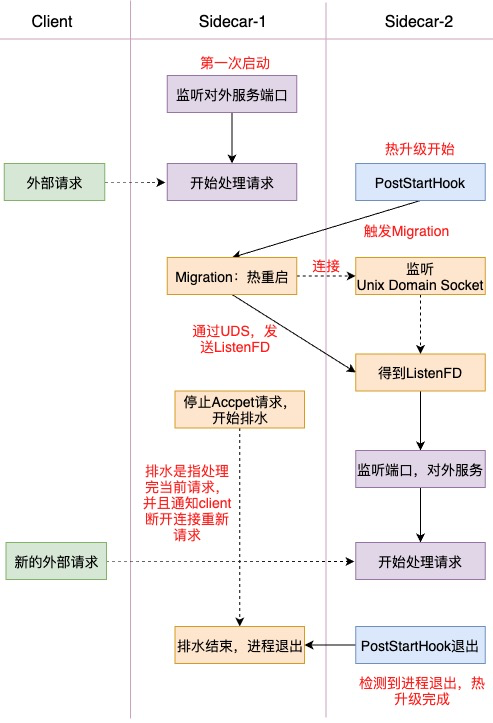 Client
Sidecar-1
Sidecar-2
第一次启动
监听对外服务端口
热升级开始
外部请求
开始处理请求
PostStartHook
触发Migration
Migration：热重启
连接
监听
Unix Domain Socket
通过UDS，发
送ListenFD
得到ListenFD
停止Accpet请求，
开始排水
监听端口，对外服务
排水是指处理
完当前请求，
并且通知client
断开连接重新
请求
新的外部请求
开始处理请求
排水结束，进程退出
PostStartHook退出
检测到进程退出，热
升级完成